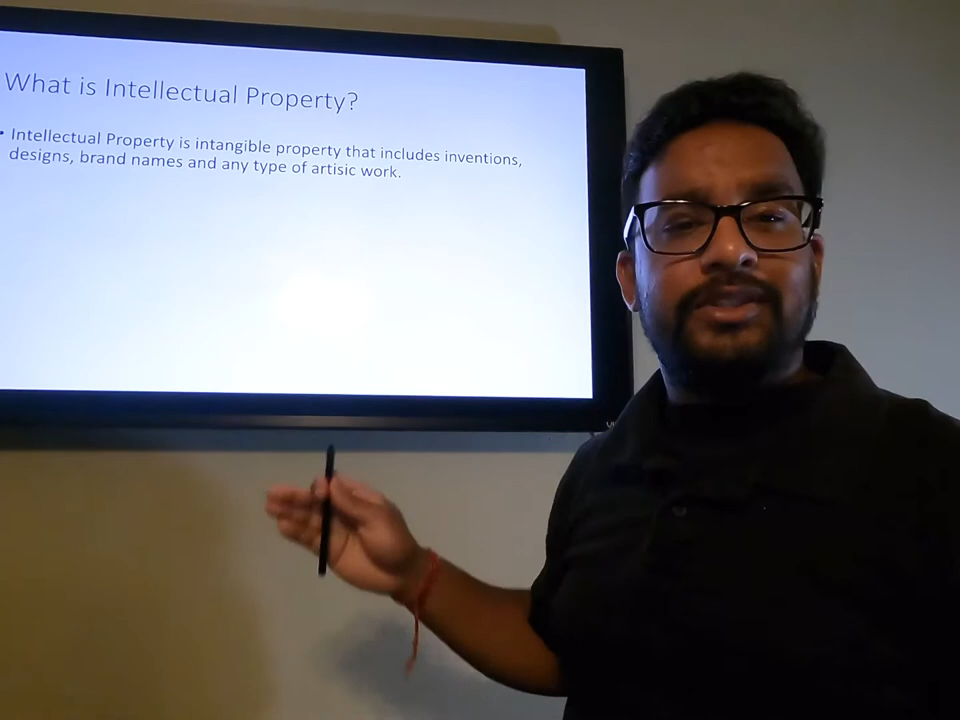 What is Intellectual Property?
• Intellectual Property is intangible property that includes inventions,
designs, brand names and any type of artisic work.